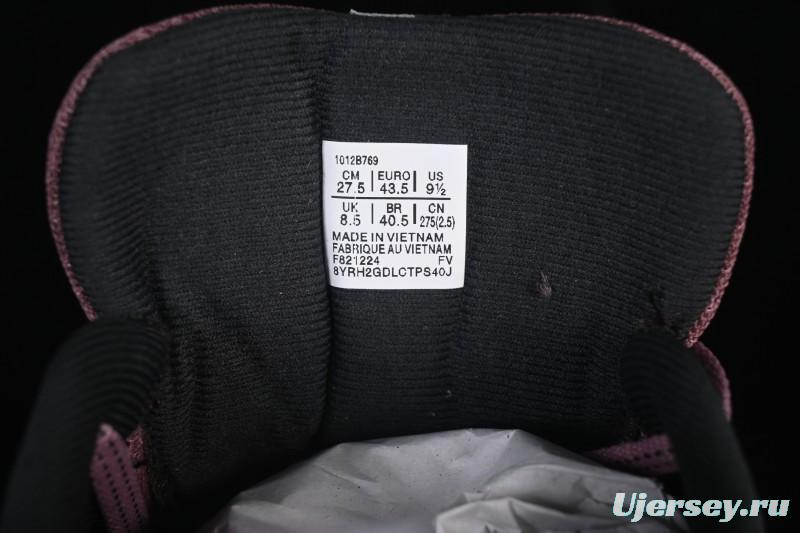 1012B769
CM EURO US
27.5 43.5 9½
UK BR CN
8.5 40.5 275(2.5)
MADE IN VIETNAM
FABRIQUE AU VIETNAM
F821224 FV
8YRH2GDLCTPS40J
Ujersey.ru